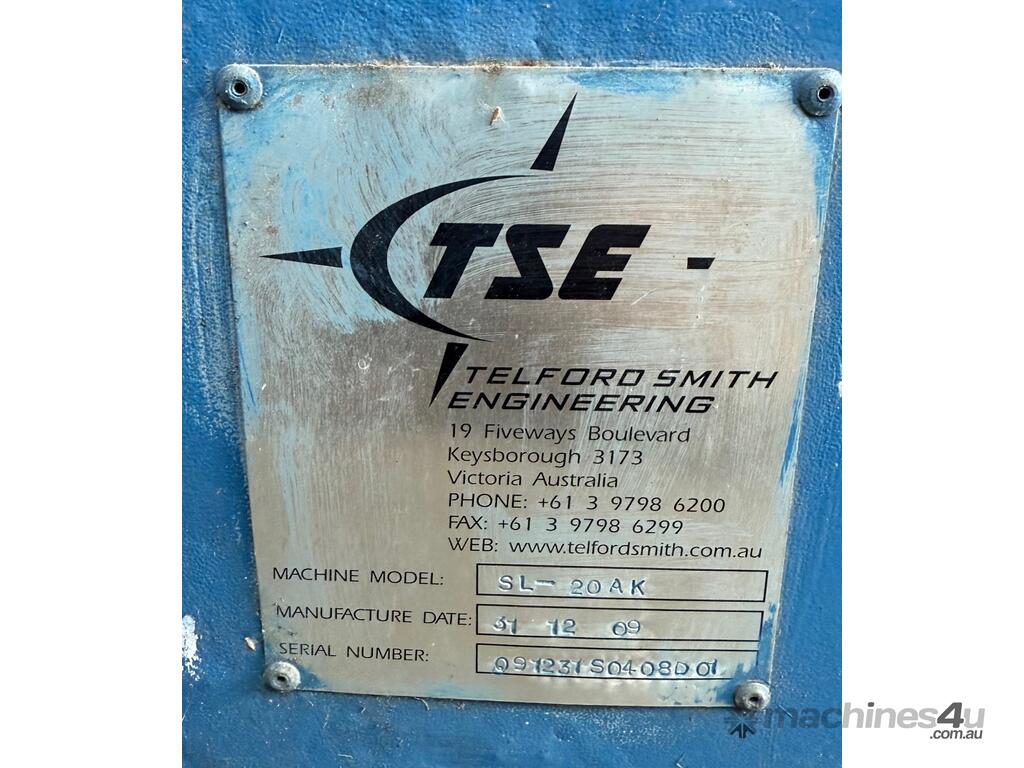 TSE
TELFORD SMITH
ENGINEERING
19 Fiveways Boulevard
Keysborough 3173
Victoria Australia
PHONE: +61 3 9798 6200
FAX: +61 3 9798 6299
WEB: www.telfordsmith.com.au
MACHINE MODEL: SL-20AK
MANUFACTURE DATE: 31 12 09
SERIAL NUMBER: 091231S0408D01
machines4u
.com.au